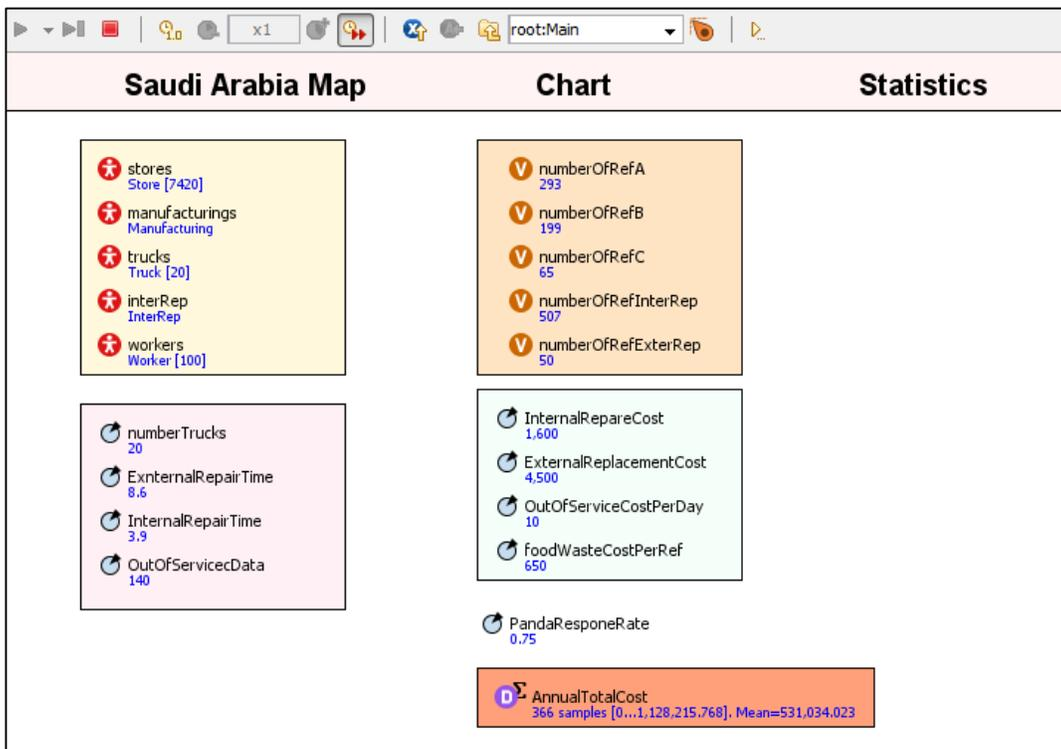 x1
root:Main
Saudi Arabia Map
Chart
Statistics
stores
Store [7420]
manufacturings
Manufacturing
trucks
Truck [20]
interRep
InterRep
workers
Worker [100]
numberTrucks
20
ExnternalRepairTime
8.6
InternalRepairTime
3.9
OutOfServicecData
140
numberOfRefA
293
numberOfRefB
199
numberOfRefC
65
numberOfRefInterRep
507
numberOfRefExterRep
50
InternalRepareCost
1,600
ExternalReplacementCost
4,500
OutOfServiceCostPerDay
10
foodWasteCostPerRef
650
PandaResponeRate
0.75
AnnualTotalCost
366 samples [0...1,128,215.768]. Mean=531,034.023